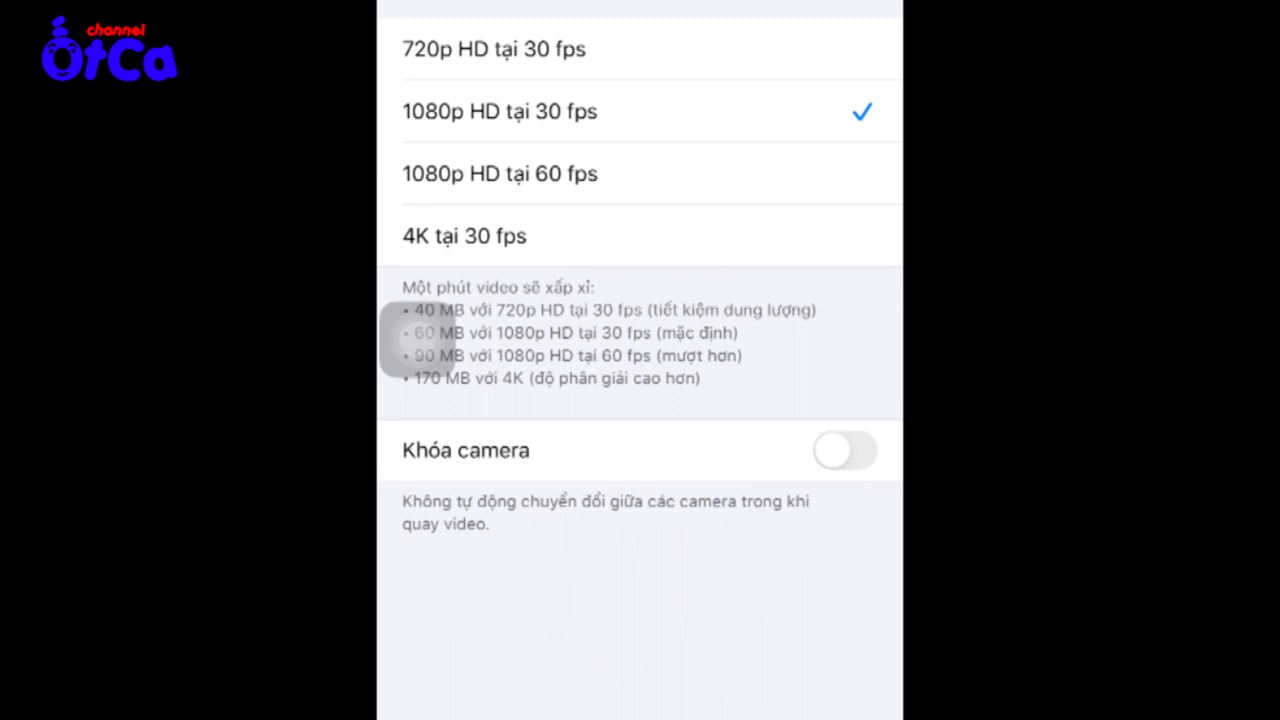 channel
ỚtCa
720p HD tại 30 fps
1080p HD tại 30 fps
1080p HD tại 60 fps
4K tại 30 fps
Một phút video sẽ xấp xỉ:
• 40 MB với 720p HD tại 30 fps (tiết kiệm dung lượng)
• 60 MB với 1080p HD tại 30 fps (mặc định)
• 90 MB với 1080p HD tại 60 fps (mượt hơn)
• 170 MB với 4K (độ phân giải cao hơn)
Khóa camera
Không tự động chuyển đổi giữa các camera trong khi
quay video.